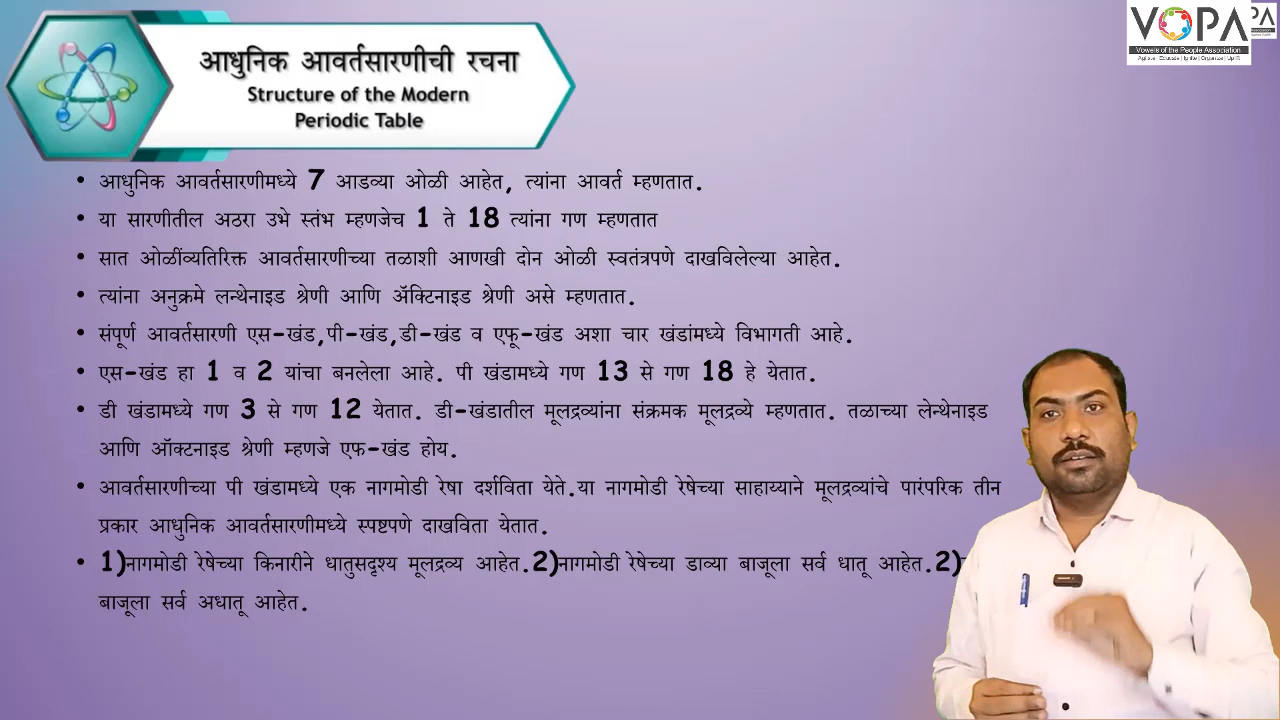 आधुनिक आवर्तसारणीची रचना
Structure of the Modern
Periodic Table
VOPA
Vowels of the People Association
PA
• आधुनिक आवर्तसारणीमध्ये 7 आडव्या ओळी आहेत, त्यांना आवर्त म्हणतात.
• या सारणीतील अठरा उभे स्तंभ म्हणजेच 1 ते 18 त्यांना गण म्हणतात
• सात ओळींव्यतिरिक्त आवर्तसारणीच्या तळाशी आणखी दोन ओळी स्वतंत्रपणे दाखविलेल्या आहेत.
• त्यांना अनुक्रमे लन्थेनाइड श्रेणी आणि ॲक्टिनाइड श्रेणी असे म्हणतात.
• संपूर्ण आवर्तसारणी एस-खंड,पी-खंड,डी-खंड व एफू-खंड अशा चार खंडांमध्ये विभागती आहे.
• एस-खंड हा 1 व 2 यांचा बनलेला आहे. पी खंडामध्ये गण 13 से गण 18 हे येतात.
• डी खंडामध्ये गण 3 से गण 12 येतात. डी-खंडातील मूलद्रव्यांना संक्रमक मूलद्रव्ये म्हणतात. तळाच्या लेन्थेनाइड
आणि ऑक्टनाइड श्रेणी म्हणजे एफ-खंड होय.
• आवर्तसारणीच्या पी खंडामध्ये एक नागमोडी रेषा दर्शविता येते.या नागमोडी रेषेच्या साहाय्याने मूलद्रव्यांचे पारंपरिक तीन
प्रकार आधुनिक आवर्तसारणीमध्ये स्पष्टपणे दाखविता येतात.
• 1)नागमोडी रेषेच्या किनारीने धातुसदृश्य मूलद्रव्य आहेत.2)नागमोडी रेषेच्या डाव्या बाजूला सर्व धातू आहेत.2)
बाजूला सर्व अधातू आहेत.